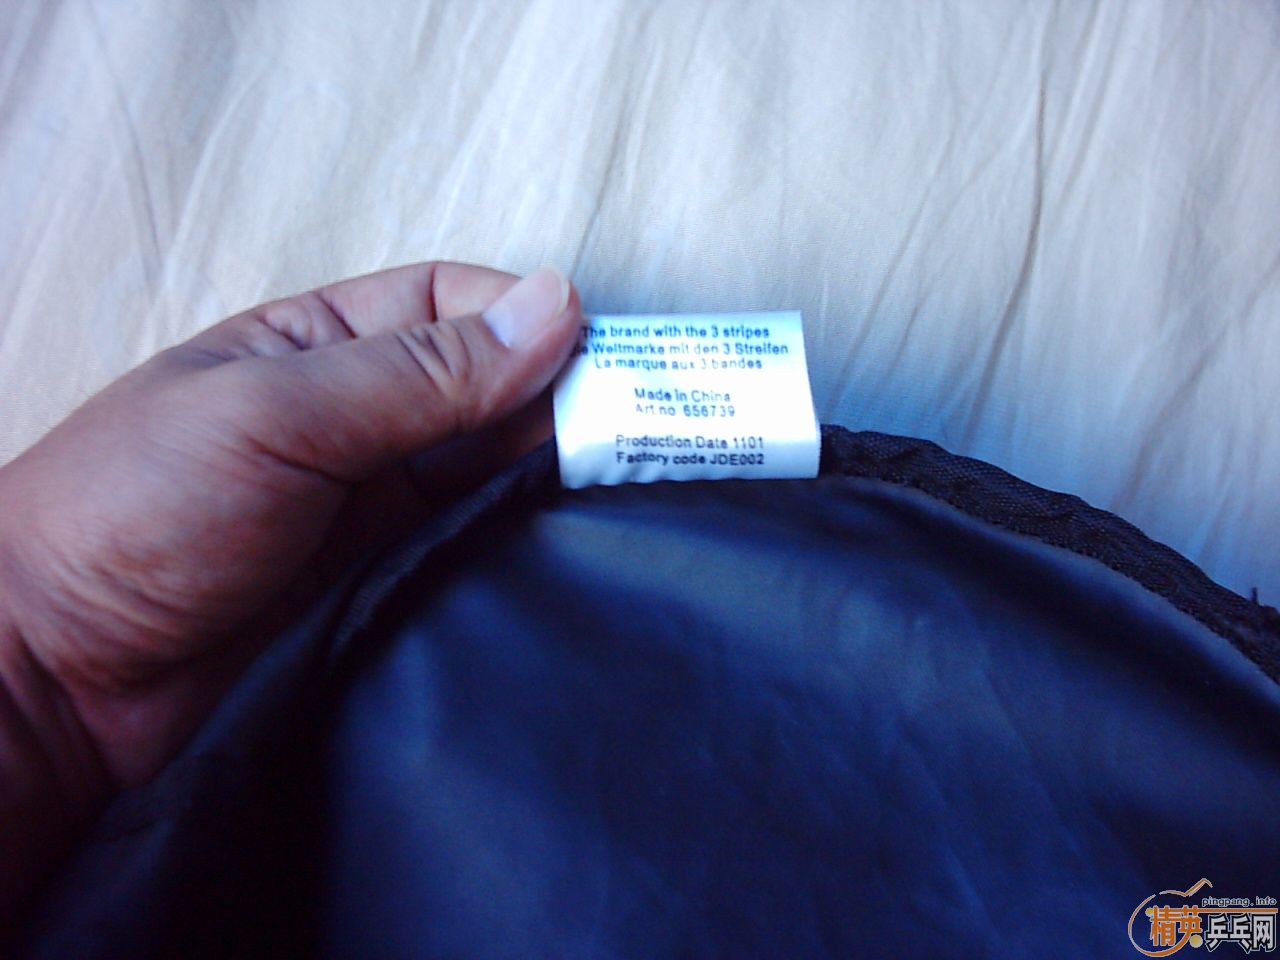 The brand with the 3 stripes
Weltmarke mit den 3 Streifen
La marque aux 3 bandes
Made in China
Art no 656739
Production Date 1101
Factory code JDE002
pingpang.info
精英乒乓网